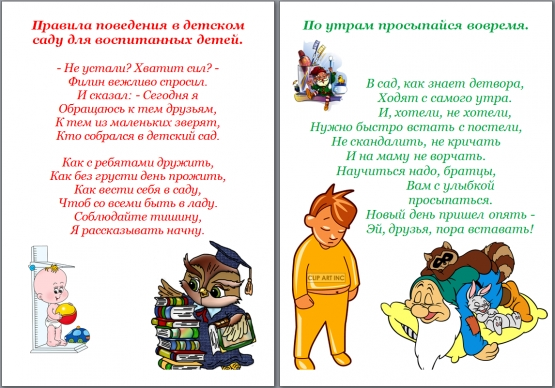 Правила поведения в детском
саду для воспитанных детей.
- Не устали? Хватит сил? -
Филин вежливо спросил.
И сказал: - Сегодня я
Обращаюсь к тем друзьям,
К тем из маленьких зверят,
Кто собрался в детский сад.
Как с ребятами дружить,
Как без грусти день прожить,
Как вести себя в саду,
Чтоб со всеми быть в ладу.
Соблюдайте тишину,
Я рассказывать начну.
По утрам просыпайся вовремя.
В сад, как знает детвора,
Ходят с самого утра.
И, хотели, не хотели,
Нужно быстро встать с постели,
Не скандалить, не кричать
И на маму не ворчать.
Научиться надо, братцы,
Вам с улыбкой
просыпаться.
Новый день пришел опять -
Эй, друзья, пора вставать!
CLIP ART INC